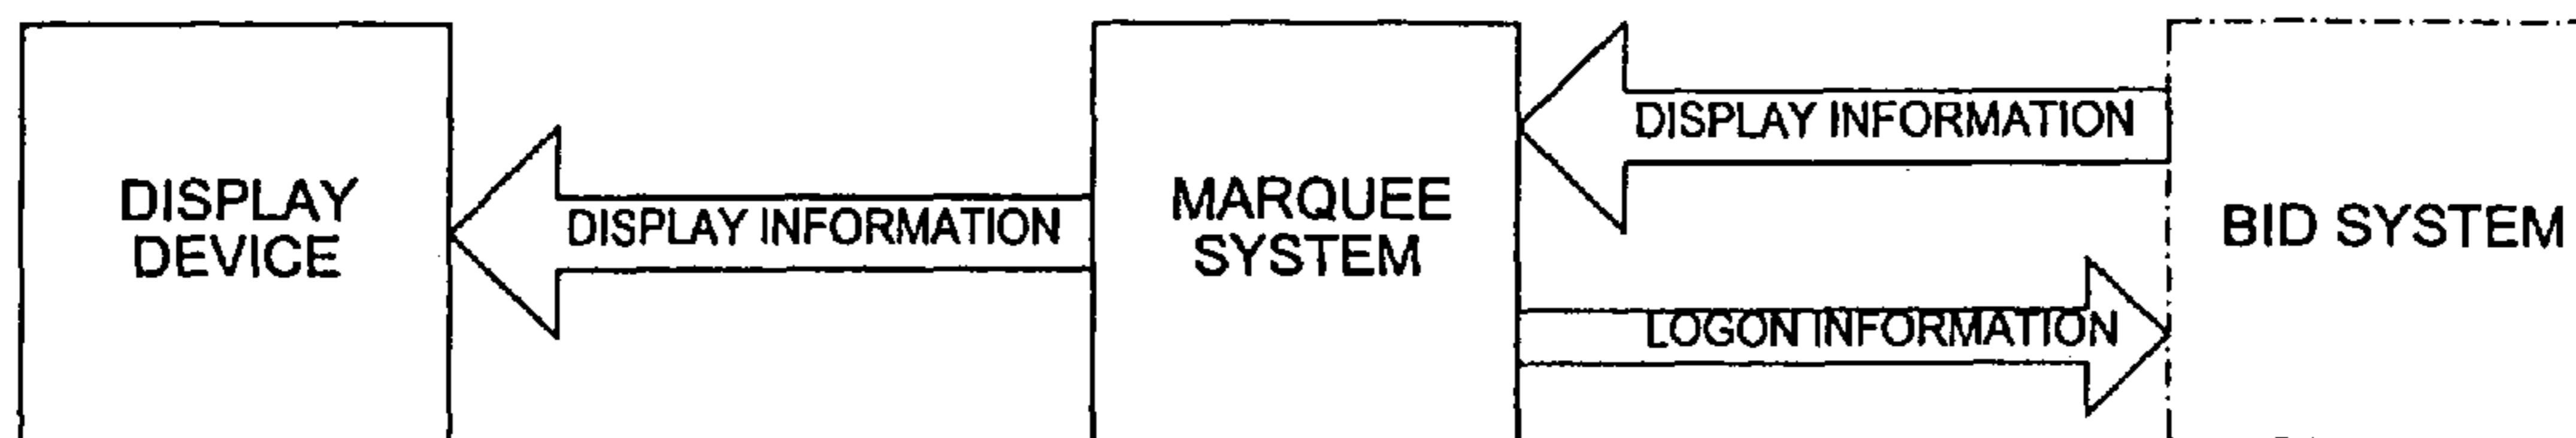 DISPLAY
DEVICE
DISPLAY INFORMATION
MARQUEE
SYSTEM
DISPLAY INFORMATION
LOGON INFORMATION
BID SYSTEM